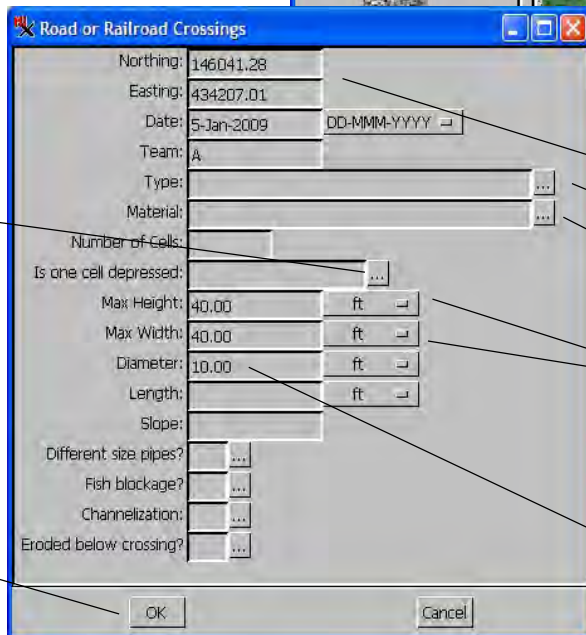 Road or Railroad Crossings
Northing: 146041.28
Easting: 434207.01
Date: 5-Jan-2009 DD-MMM-YYYY
Team: A
Type: ...
Material: ...
Number of Cells:
Is one cell depressed: ...
Max Height: 40.00 ft
Max Width: 40.00 ft
Diameter: 10.00 ft
Length: ft
Slope:
Different size pipes? ...
Fish blockage? ...
Channelization: ...
Eroded below crossing? ...
OK Cancel